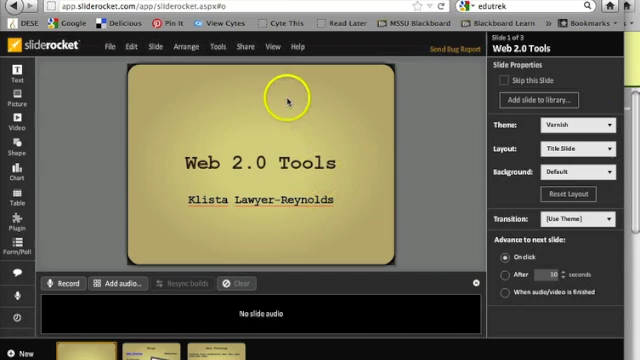 app.sliderocket.com/app/sliderocket.aspx#o
edutrek
DESE Google Delicious Pin It View Cytes Cyte This Read Later MSSU Blackboard Blackboard Learn Bookmarks
sliderocket File Edit Slide Arrange Tools Share View Help Send Bug Report
Slide 1 of 3
Web 2.0 Tools
Text
Picture
Video
Shape
Chart
Table
Plugin
Form/Poll
Web 2.0 Tools
Klista Lawyer-Reynolds
Slide Properties
Skip this Slide
Add slide to library...
Theme: Varnish
Layout: Title Slide
Background: Default
Reset Layout
Transition: [Use Theme]
Advance to next slide:
On click
After 10 seconds
When audio/video is finished
Record Add audio... Resync builds Clear
No slide audio
New